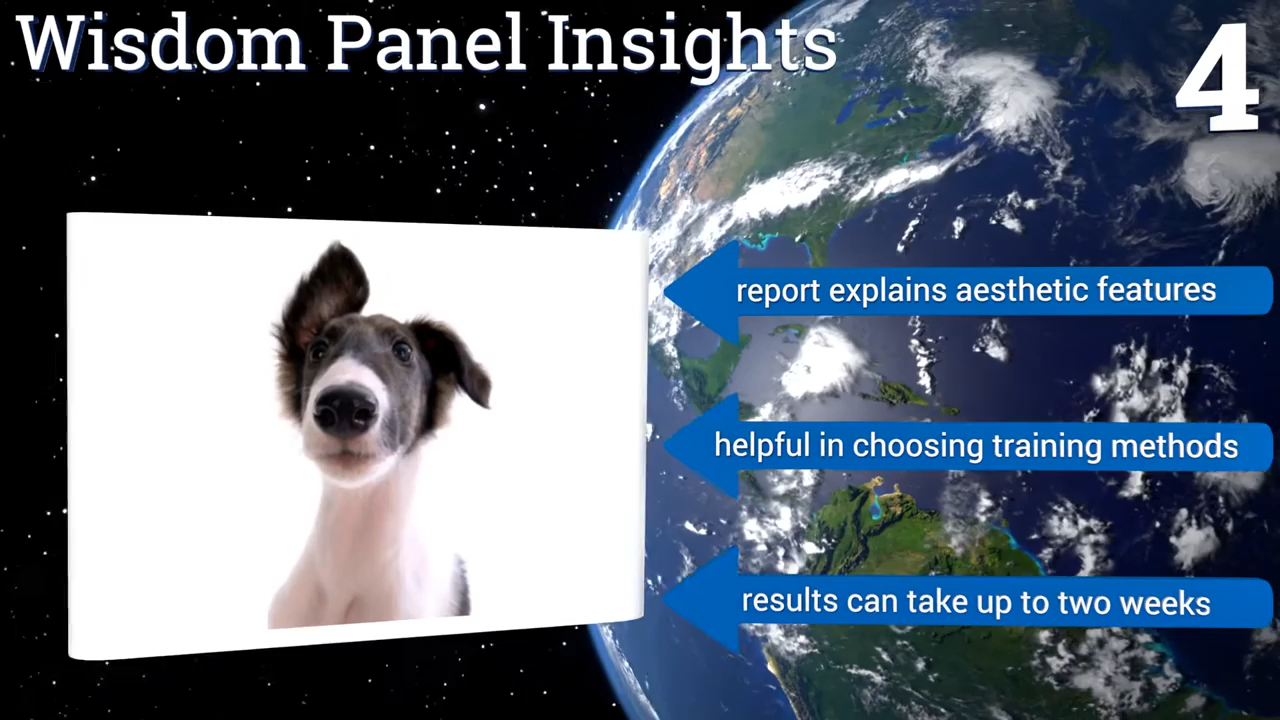 Wisdom Panel Insights
4
report explains aesthetic features
helpful in choosing training methods
results can take up to two weeks